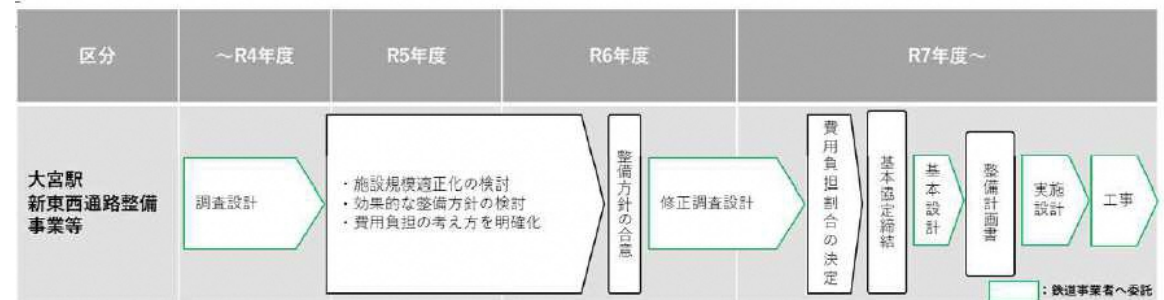 区分
～R4年度
R5年度
R6年度
R7年度～
大宮駅
新東西通路整備
事業等
調査設計
・施設規模適正化の検討
・効果的な整備方針の検討
・費用負担の考え方を明確化
整備方針の合意
修正調査設計
費用負担割合の決定
基本協定締結
基本設計
整備計画書
実施
設計
工事
：鉄道事業者へ委託